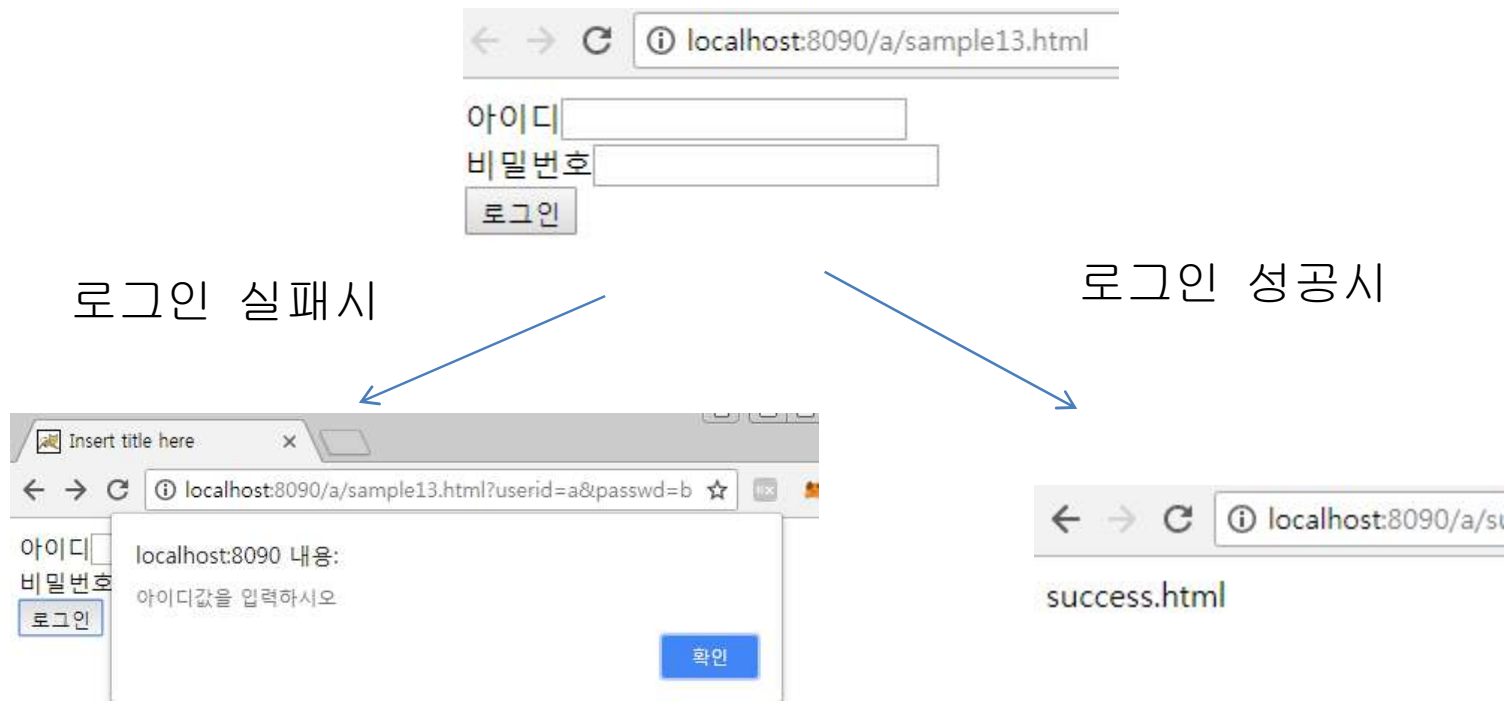 localhost:8090/a/sample13.html
아이디
비밀번호
로그인
로그인 실패시
로그인 성공시
Insert title here
localhost:8090/a/sample13.html?userid=a&passwd=b
아이디
비밀번호
로그인
localhost:8090 내용:
아이디값을 입력하시오
확인
localhost:8090/a/su
success.html